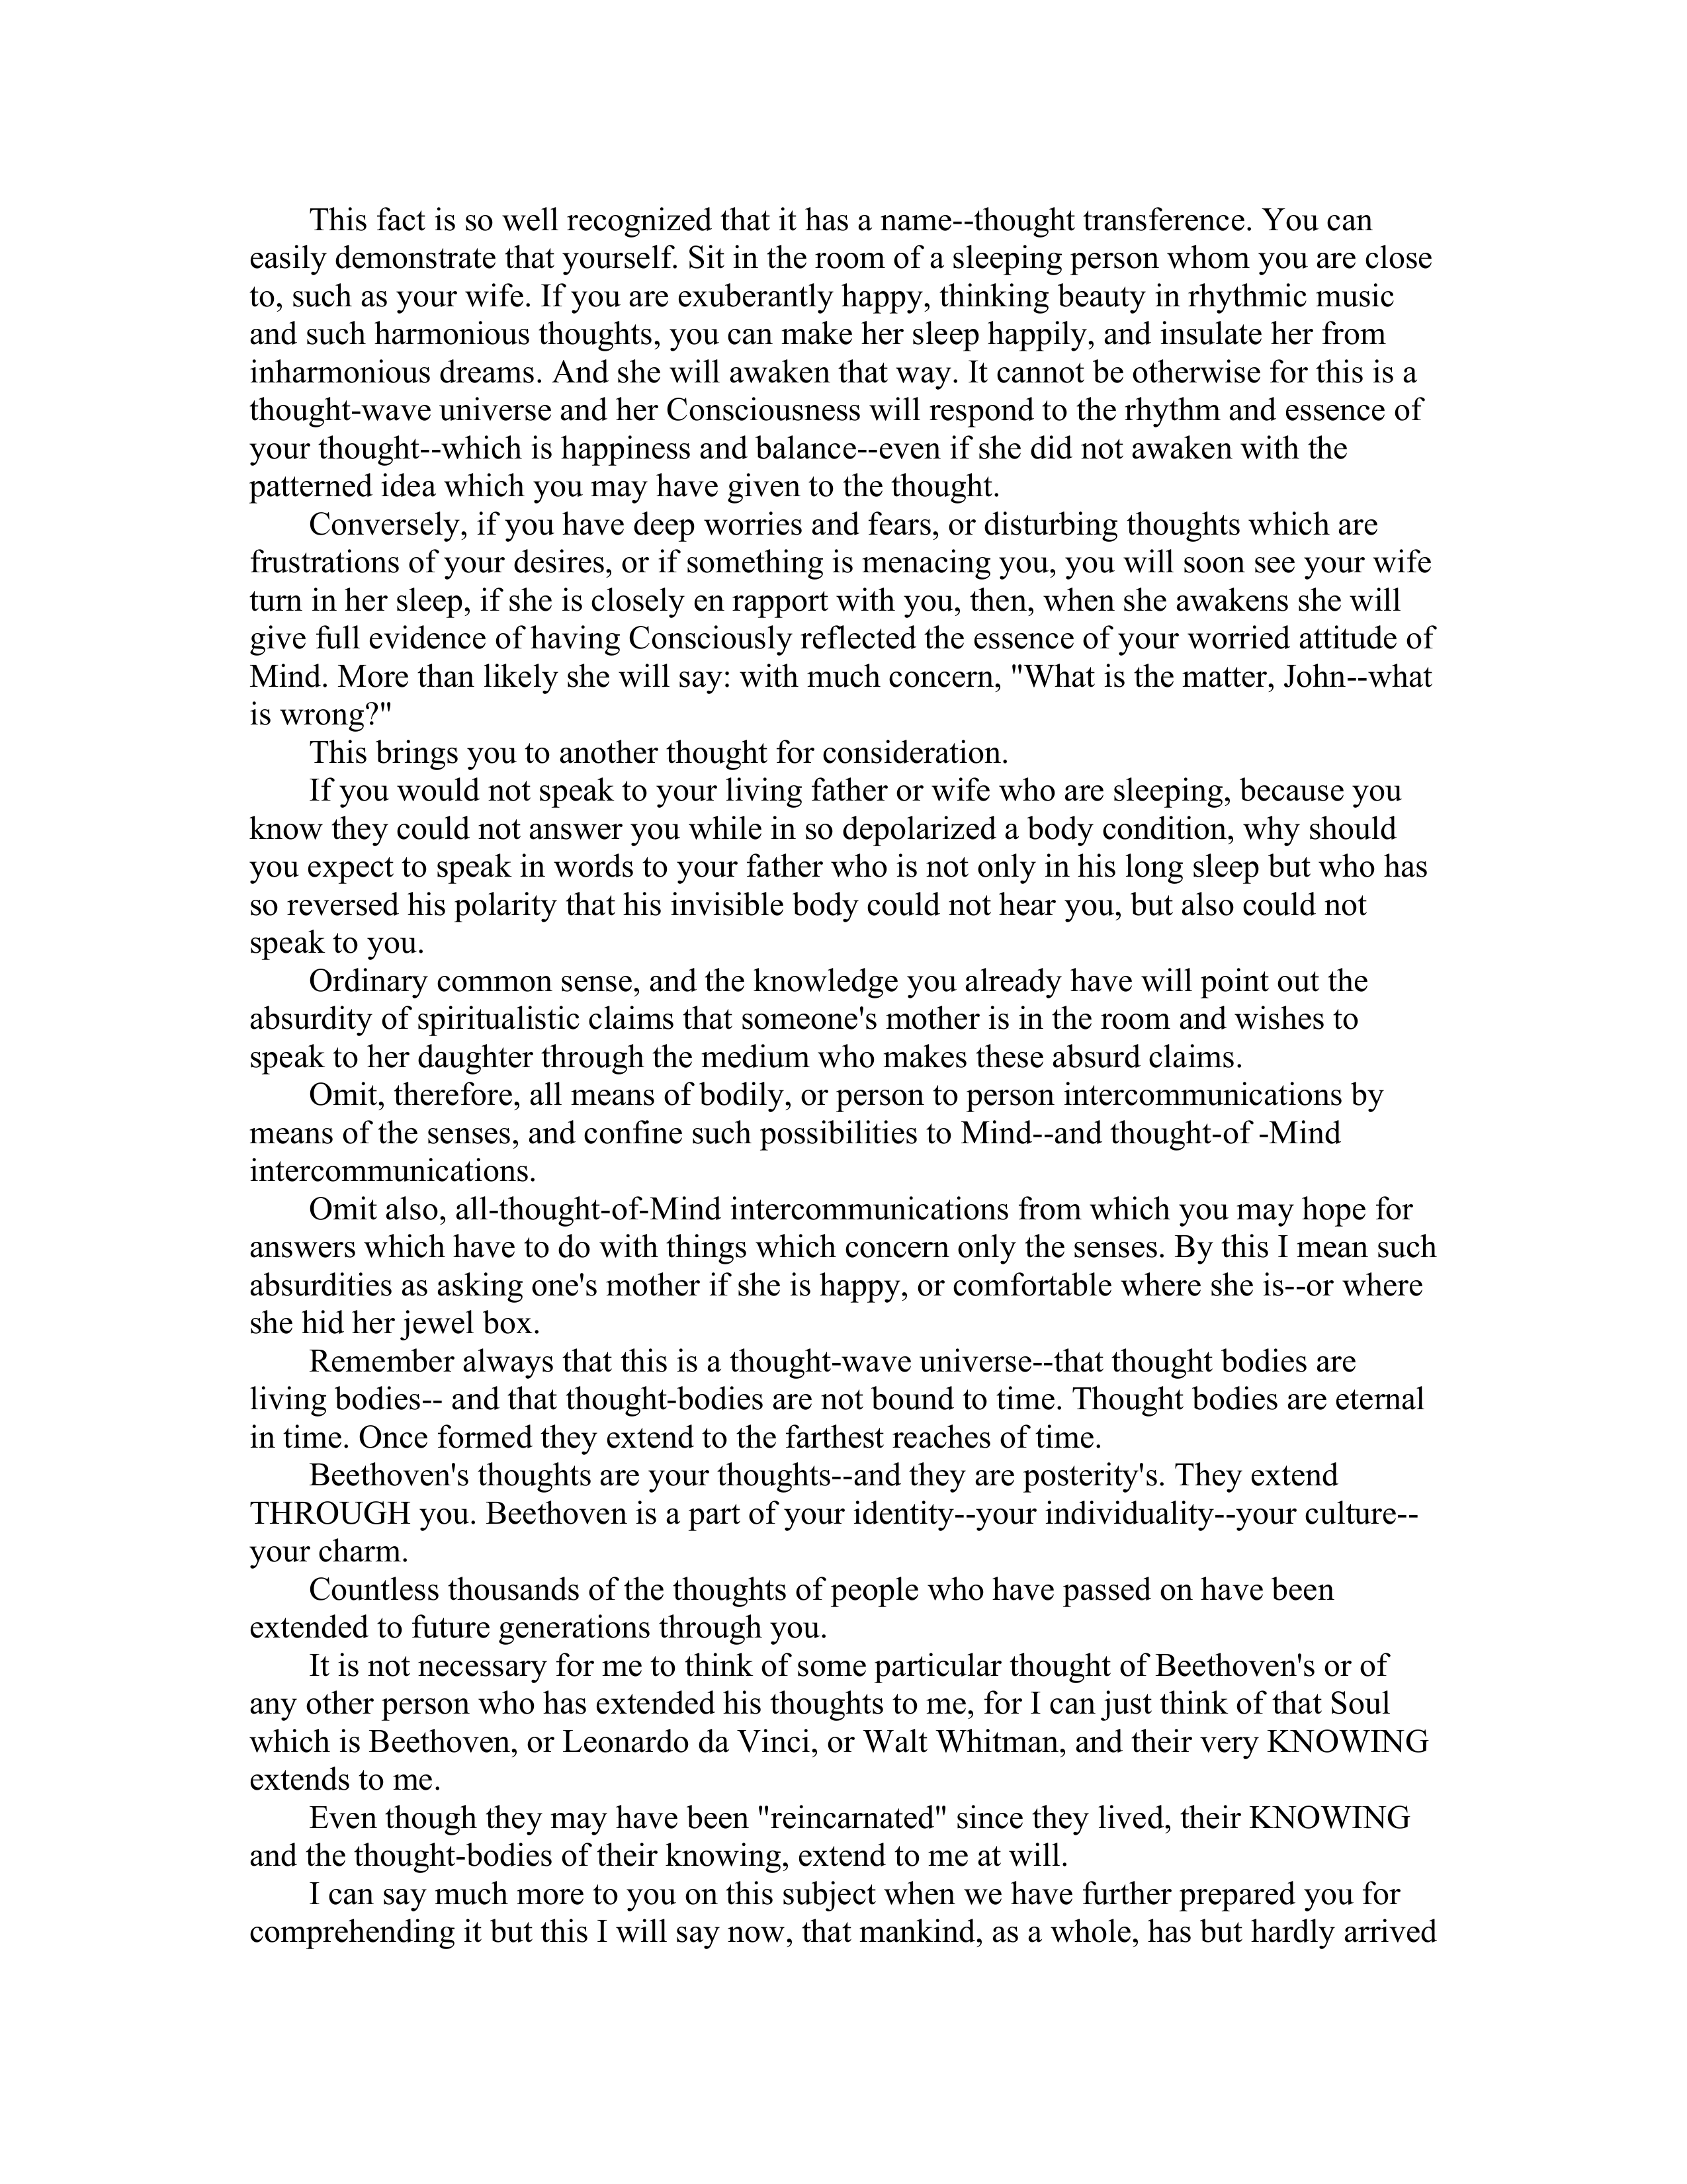 This fact is so well recognized that it has a name--thought transference. You can
easily demonstrate that yourself. Sit in the room of a sleeping person whom you are close
to, such as your wife. If you are exuberantly happy, thinking beauty in rhythmic music
and such harmonious thoughts, you can make her sleep happily, and insulate her from
inharmonious dreams. And she will awaken that way. It cannot be otherwise for this is a
thought-wave universe and her Consciousness will respond to the rhythm and essence of
your thought--which is happiness and balance--even if she did not awaken with the
patterned idea which you may have given to the thought.
Conversely, if you have deep worries and fears, or disturbing thoughts which are
frustrations of your desires, or if something is menacing you, you will soon see your wife
turn in her sleep, if she is closely en rapport with you, then, when she awakens she will
give full evidence of having Consciously reflected the essence of your worried attitude of
Mind. More than likely she will say: with much concern, "What is the matter, John--what
is wrong?"
This brings you to another thought for consideration.
If you would not speak to your living father or wife who are sleeping, because you
know they could not answer you while in so depolarized a body condition, why should
you expect to speak in words to your father who is not only in his long sleep but who has
so reversed his polarity that his invisible body could not hear you, but also could not
speak to you.
Ordinary common sense, and the knowledge you already have will point out the
absurdity of spiritualistic claims that someone's mother is in the room and wishes to
speak to her daughter through the medium who makes these absurd claims.
Omit, therefore, all means of bodily, or person to person intercommunications by
means of the senses, and confine such possibilities to Mind--and thought-of -Mind
intercommunications.
Omit also, all-thought-of-Mind intercommunications from which you may hope for
answers which have to do with things which concern only the senses. By this I mean such
absurdities as asking one's mother if she is happy, or comfortable where she is--or where
she hid her jewel box.
Remember always that this is a thought-wave universe--that thought bodies are
living bodies-- and that thought-bodies are not bound to time. Thought bodies are eternal
in time. Once formed they extend to the farthest reaches of time.
Beethoven's thoughts are your thoughts--and they are posterity's. They extend
THROUGH you. Beethoven is a part of your identity--your individuality--your culture--
your charm.
Countless thousands of the thoughts of people who have passed on have been
extended to future generations through you.
It is not necessary for me to think of some particular thought of Beethoven's or of
any other person who has extended his thoughts to me, for I can just think of that Soul
which is Beethoven, or Leonardo da Vinci, or Walt Whitman, and their very KNOWING
extends to me.
Even though they may have been "reincarnated" since they lived, their KNOWING
and the thought-bodies of their knowing, extend to me at will.
I can say much more to you on this subject when we have further prepared you for
comprehending it but this I will say now, that mankind, as a whole, has but hardly arrived